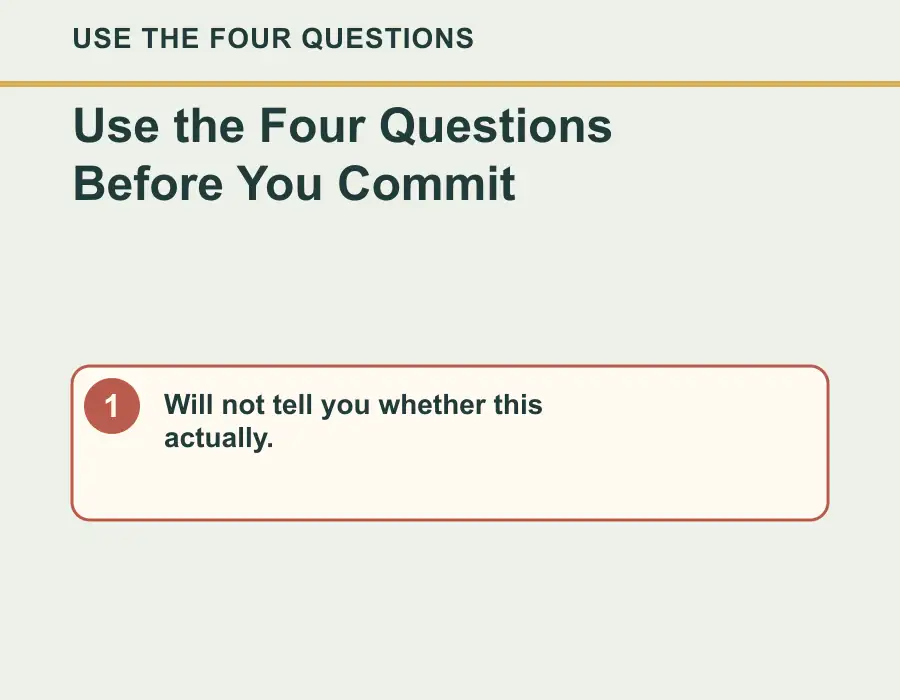 USE THE FOUR QUESTIONS
Use the Four Questions
Before You Commit
1
Will not tell you whether this
actually.